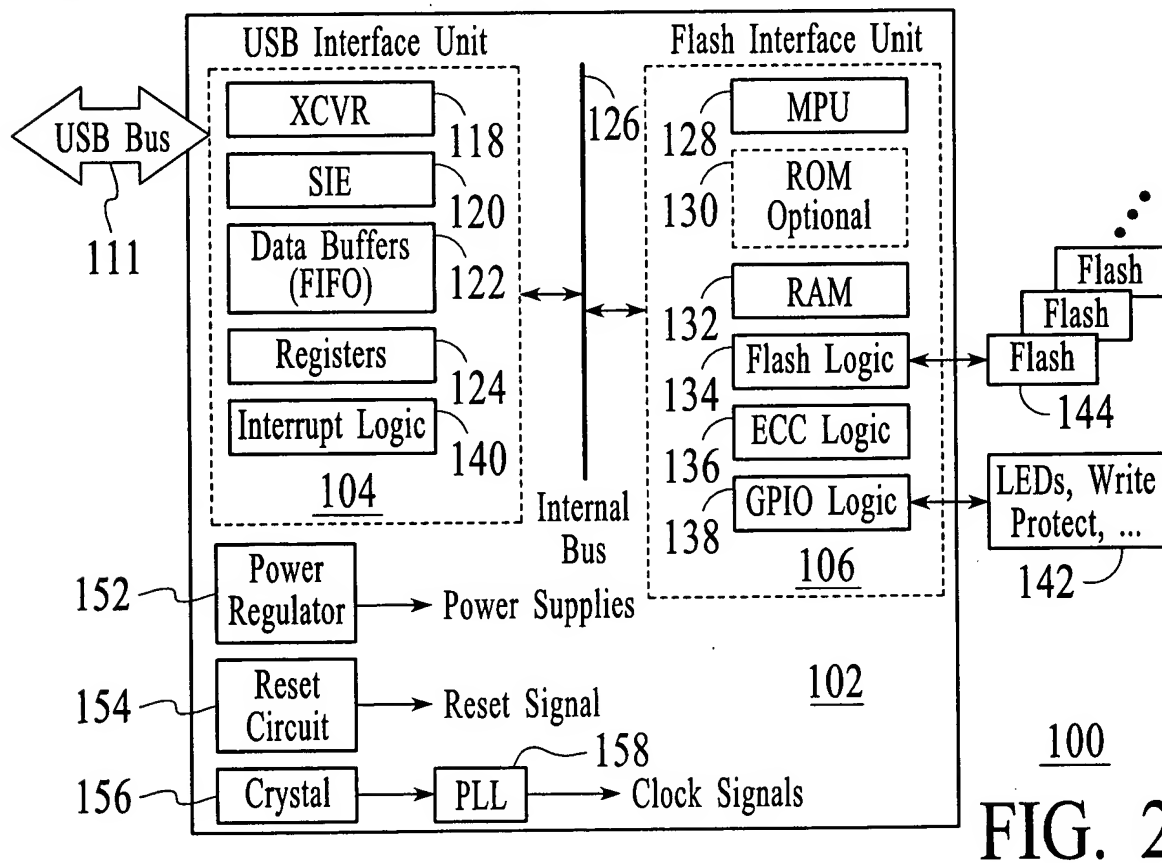 USB Interface Unit
Flash Interface Unit
USB Bus
111
XCVR
118
SIE
120
Data Buffers
(FIFO)
122
Registers
124
Interrupt Logic
140
104
126
Internal
Bus
MPU
128
ROM
Optional
130
RAM
132
Flash Logic
134
ECC Logic
136
GPIO Logic
138
106
Flash
Flash
Flash
144
LEDs, Write
Protect, ...
142
152
Power
Regulator
Power Supplies
154
Reset
Circuit
Reset Signal
156
Crystal
PLL
158
Clock Signals
102
100
FIG. 2